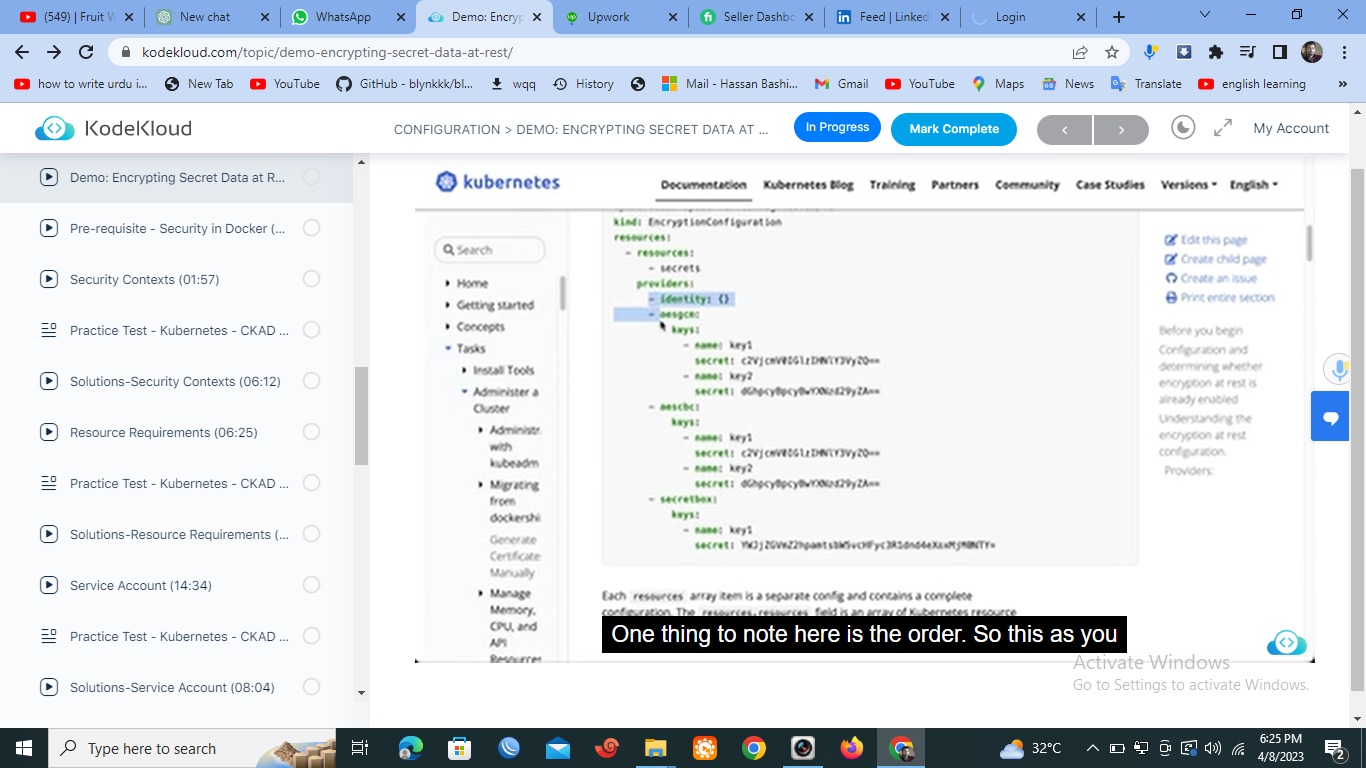 (549) Fruit W
New chat
WhatsApp
Demo: Encryp
Upwork
Seller Dashbo
Feed | Linked
Login
kodekloud.com/topic/demo-encrypting-secret-data-at-rest/
how to write urdu i...
New Tab
YouTube
GitHub - blynkkk/bl...
wqq
History
Mail - Hassan Bashi...
Gmail
YouTube
Maps
News
Translate
english learning
»
KodeKloud
CONFIGURATION > DEMO: ENCRYPTING SECRET DATA AT ...
In Progress
Mark Complete
<
>
My Account
Demo: Encrypting Secret Data at R...
Pre-requisite - Security in Docker (...
Security Contexts (01:57)
Practice Test - Kubernetes - CKAD ...
Solutions-Security Contexts (06:12)
Resource Requirements (06:25)
Practice Test - Kubernetes - CKAD ...
Solutions-Resource Requirements (...
Service Account (14:34)
Practice Test - Kubernetes - CKAD ...
Solutions-Service Account (08:04)
kubernetes
Documentation
Kubernetes Blog
Training
Partners
Community
Case Studies
Versions
English
Search
Home
Getting started
Concepts
Tasks
Install Tools
Administer a
Cluster
Administr
with
kubeadm
Migrating
from
dockershi
Generate
Certificate
Manually
Manage
Memory,
CPU, and
API
Resources
kind: EncryptionConfiguration
resources:
- resources:
- secrets
providers:
- identity: {}
- aesgcm:
keys:
- name: key1
secret: c2VjcmV0IGlzIHNlY3VyZQ==
- name: key2
secret: dGhpcyBpcyBwYXNzd29yZA==
- aescbc:
keys:
- name: key1
secret: c2VjcmV0IGlzIHNlY3VyZQ==
- name: key2
secret: dGhpcyBpcyBwYXNzd29yZA==
- secretbox:
keys:
- name: key1
secret: YWJjZGVmZ2hpamtsbW5vcHFyc3R1dnd4eXoxMjM0NTY=
Each resources array item is a separate config and contains a complete
configuration. The resources.resources field is an array of Kubernetes resource
One thing to note here is the order. So this as you
Edit this page
Create child page
Create an issue
Print entire section
Before you begin
Configuration and
determining whether
encryption at rest is
already enabled
Understanding the
encryption at rest
configuration.
Providers:
Activate Windows
Go to Settings to activate Windows.
Type here to search
32°C
6:25 PM
4/8/2023
2